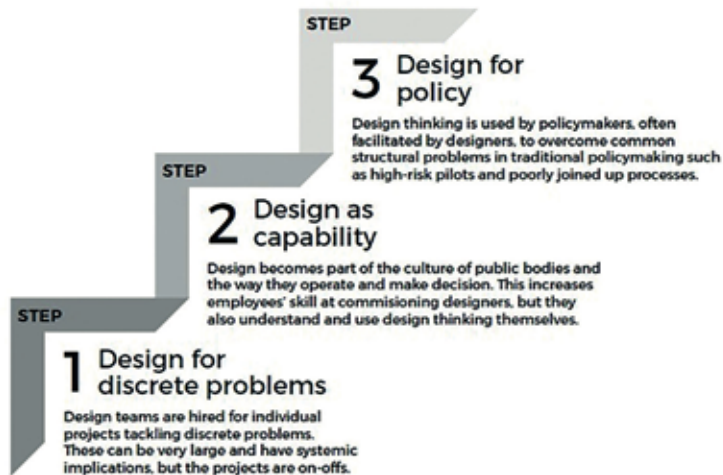 STEP
3 Design for
policy
Design thinking is used by policymakers, often
facilitated by designers, to overcome common
structural problems in traditional policymaking such
as high-risk pilots and poorly joined up processes.
STEP
2 Design as
capability
Design becomes part of the culture of public bodies and
the way they operate and make decision. This increases
employees' skill at commisioning designers, but they
also understand and use design thinking themselves.
STEP
1 Design for
discrete problems
Design teams are hired for individual
projects tackling discrete problems.
These can be very large and have systemic
implications, but the projects are on-offs.